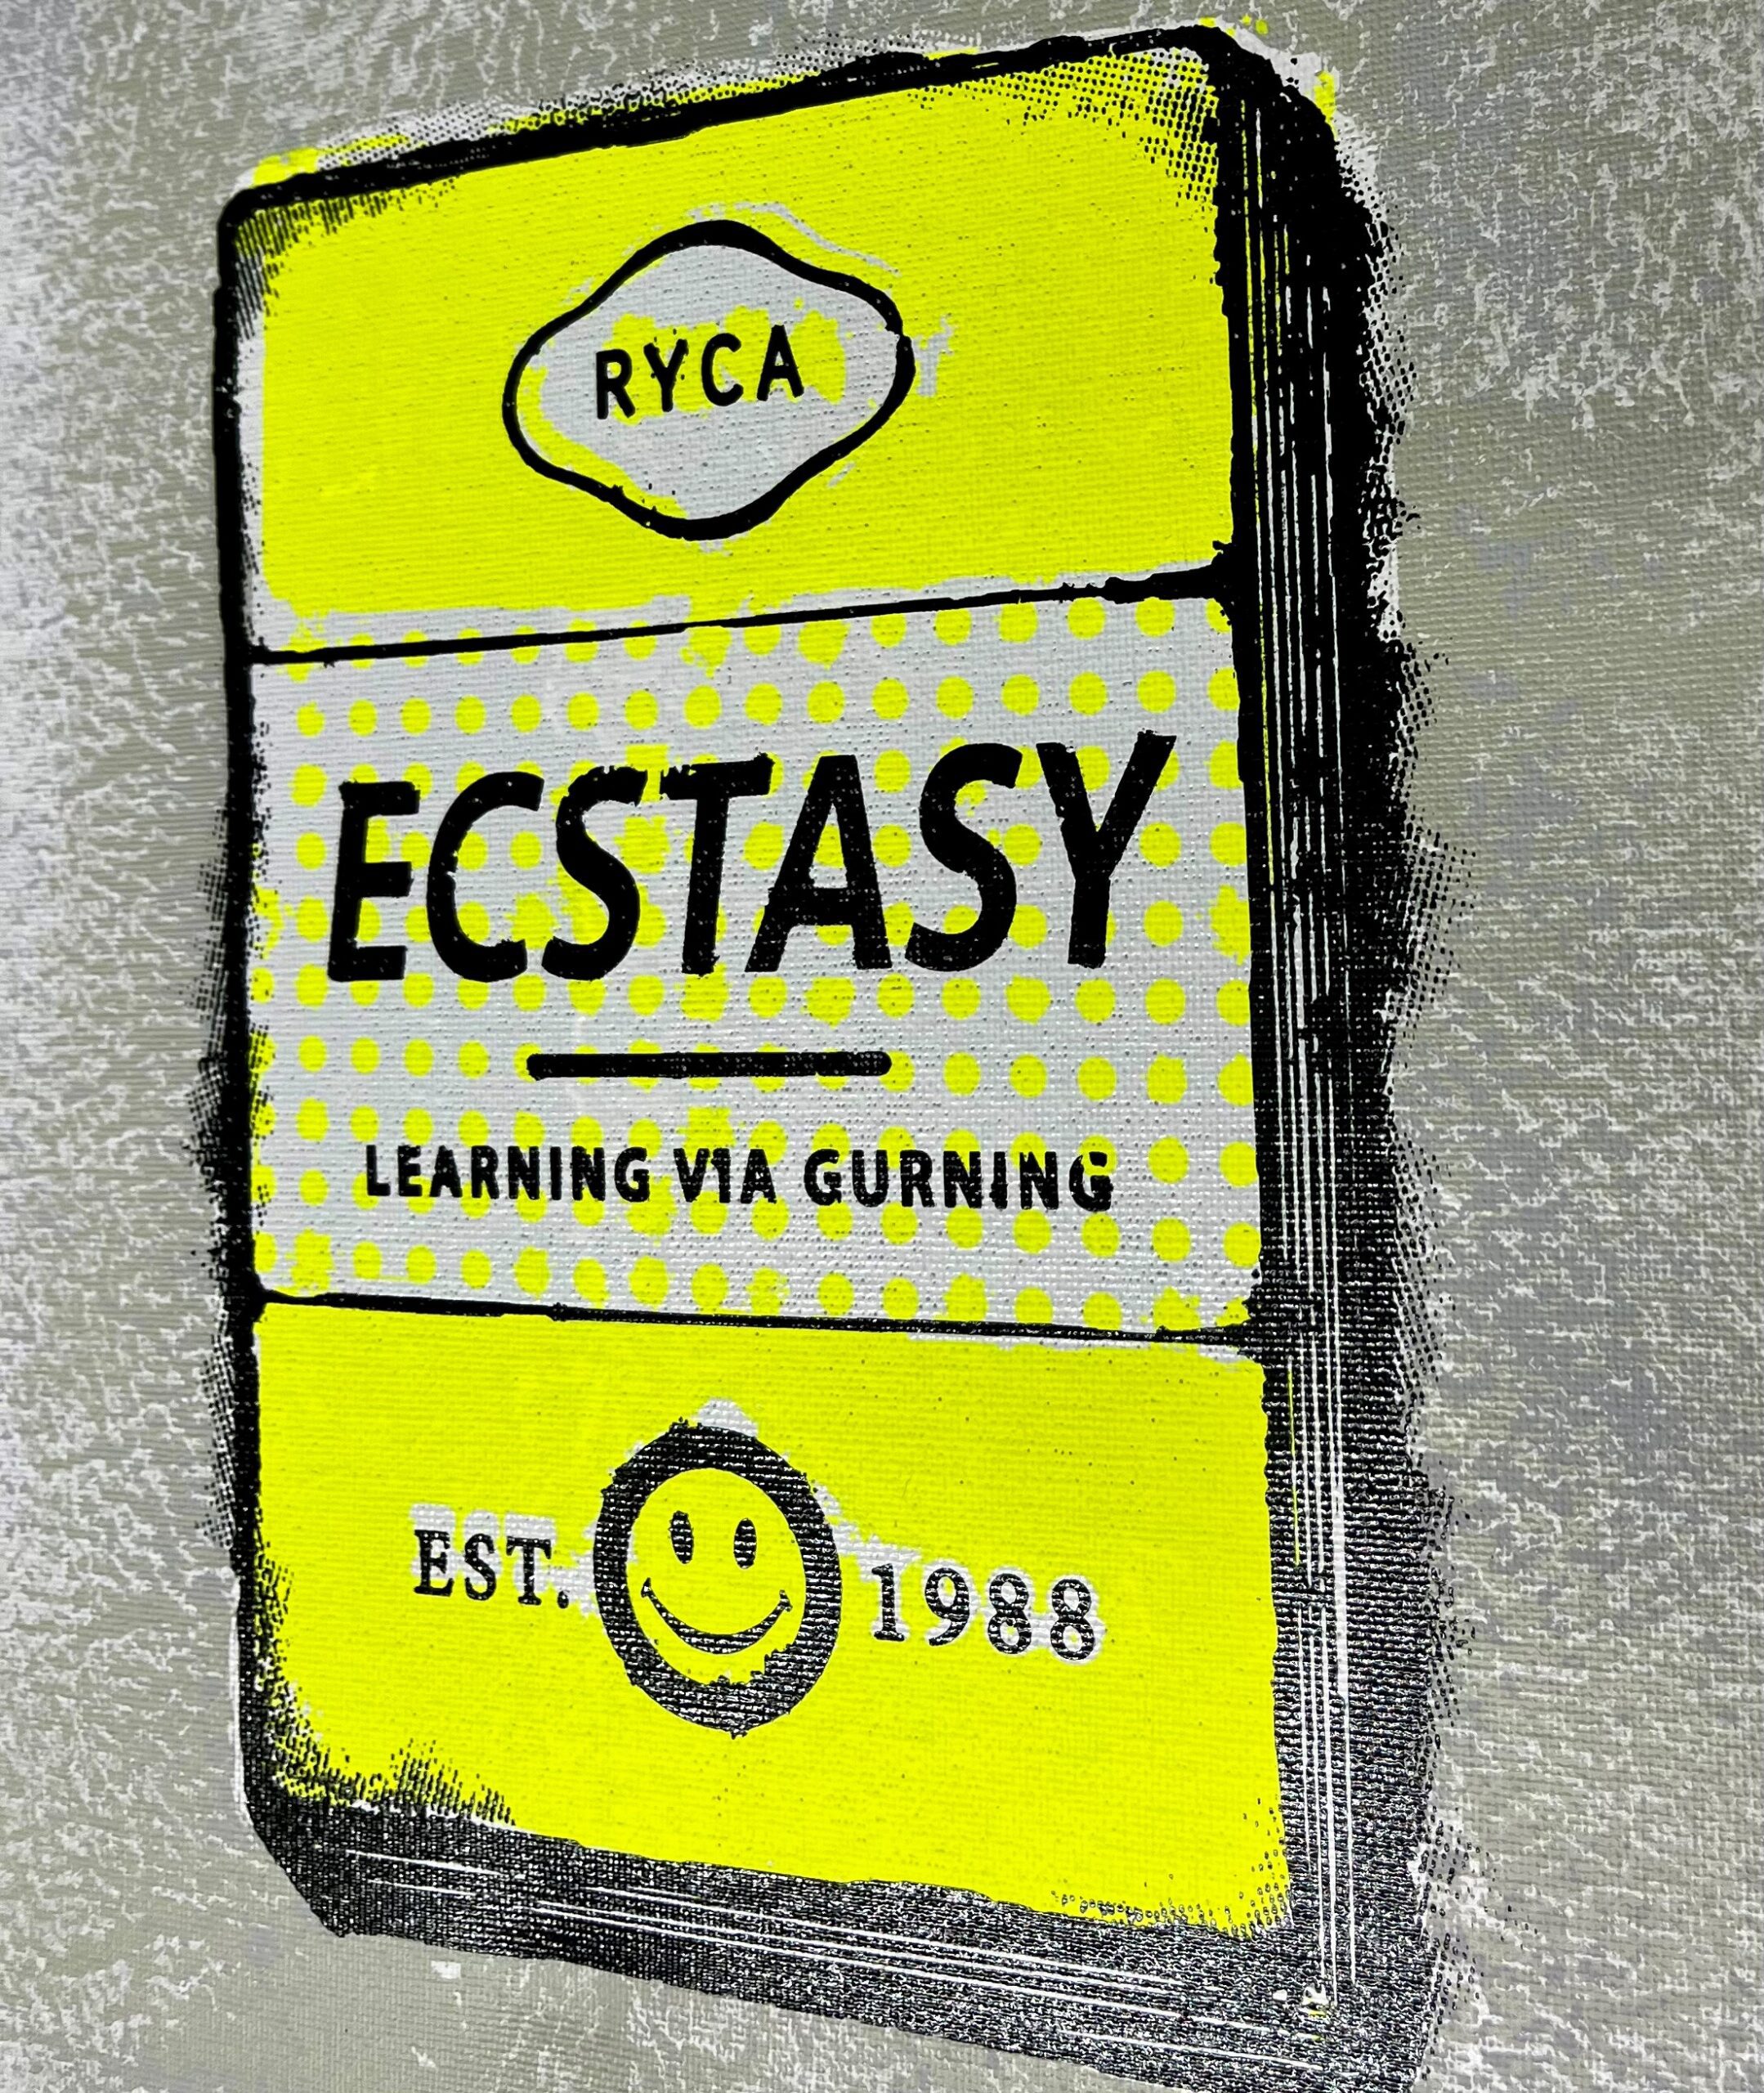 RYCA
ECSTASY
LEARNING VIA GURNING
EST. 1988